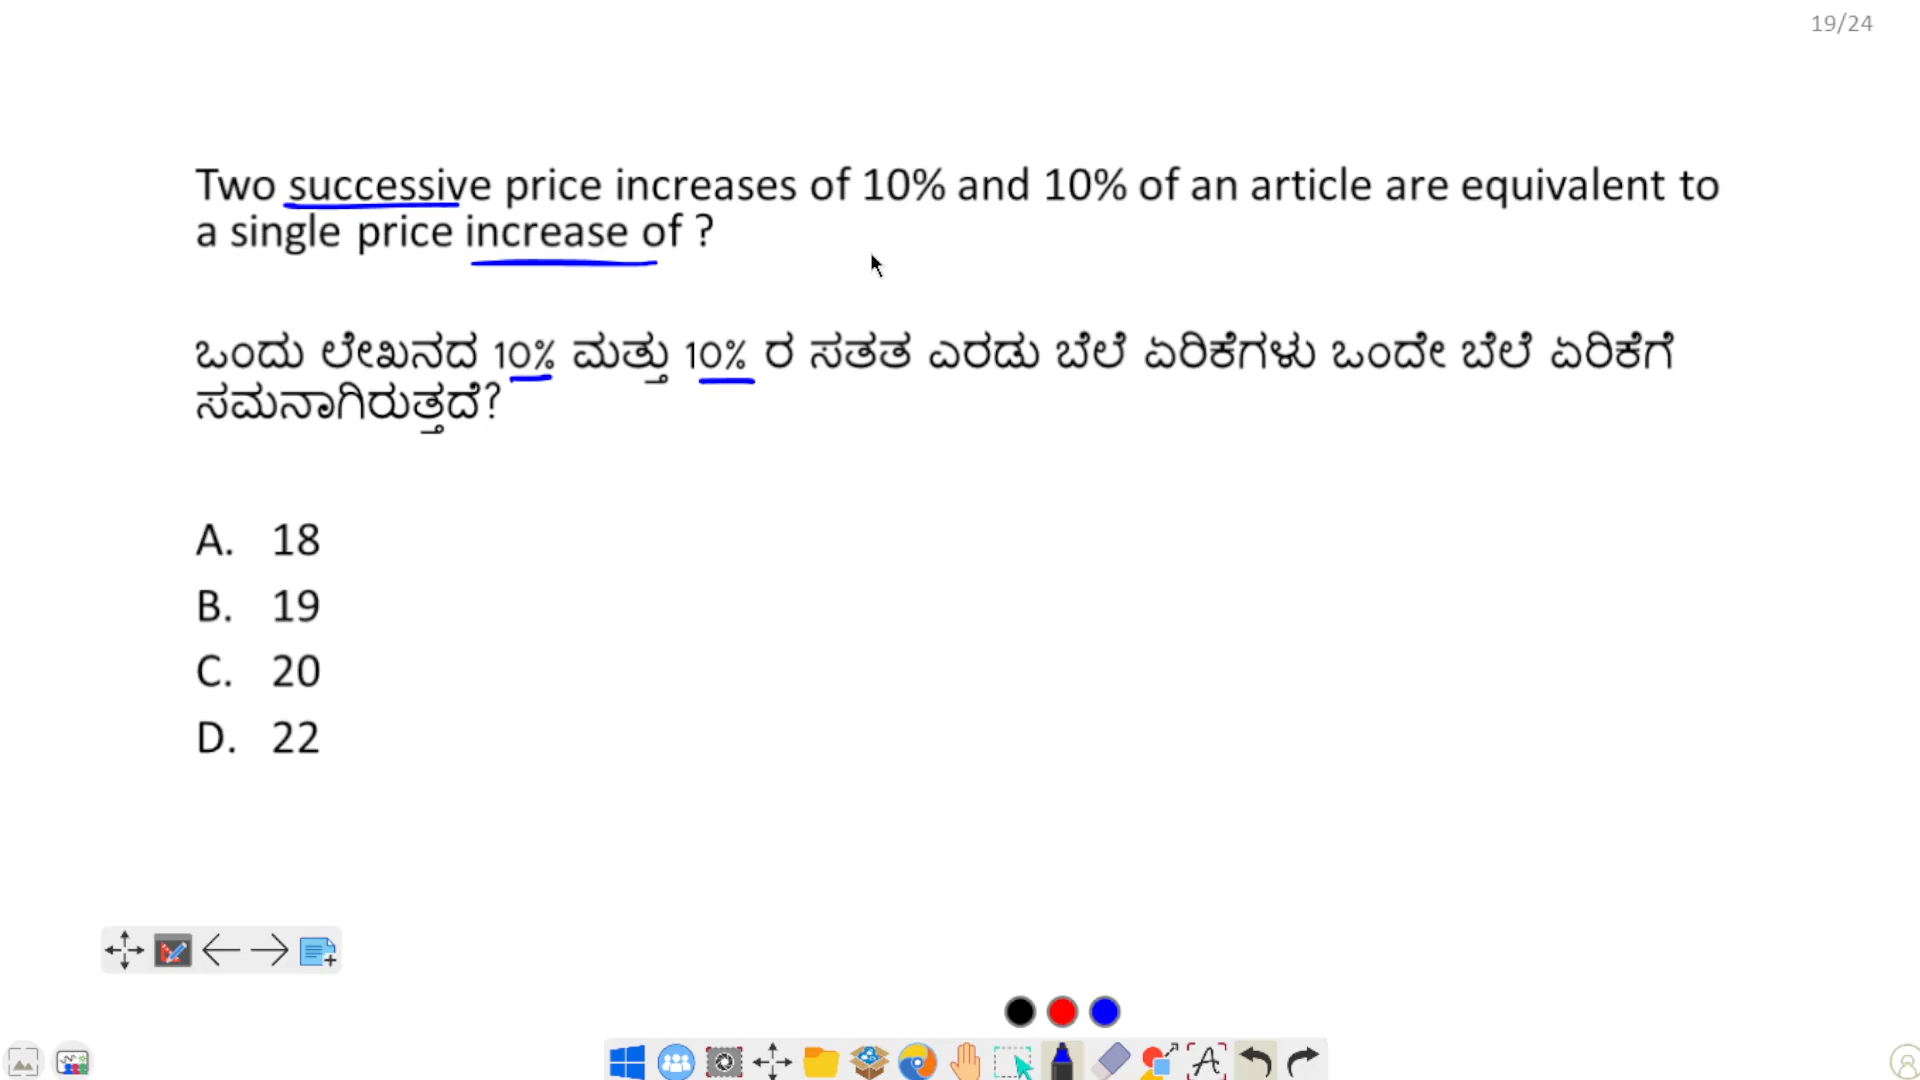 19/24
Two successive price increases of 10% and 10% of an article are equivalent to
a single price increase of ?
ಒಂದು ಲೇಖನದ 10% ಮತ್ತು 10% ರ ಸತತ ಎರಡು ಬೆಲೆ ಏರಿಕೆಗಳು ಒಂದೇ ಬೆಲೆ ಏರಿಕೆಗೆ
ಸಮನಾಗಿರುತ್ತದೆ?
A. 18
B. 19
C. 20
D. 22